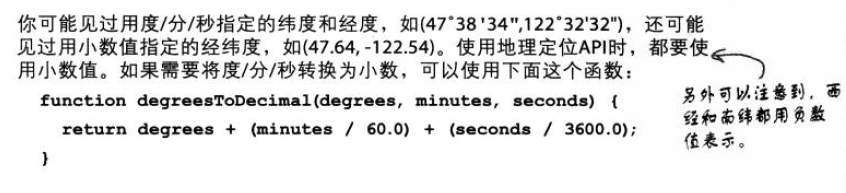 你可能见过用度/分/秒指定的纬度和经度，如(47°38'34",122°32'32")，还可能
见过用小数值指定的经纬度，如(47.64, -122.54)。使用地理定位API时，都要使
用小数值。如果需要将度/分/秒转换为小数，可以使用下面这个函数：
function degreesToDecimal(degrees, minutes, seconds) {
return degrees + (minutes / 60.0) + (seconds / 3600.0);
}
另外可以注意到，西
经和南纬都用负数
值表示。